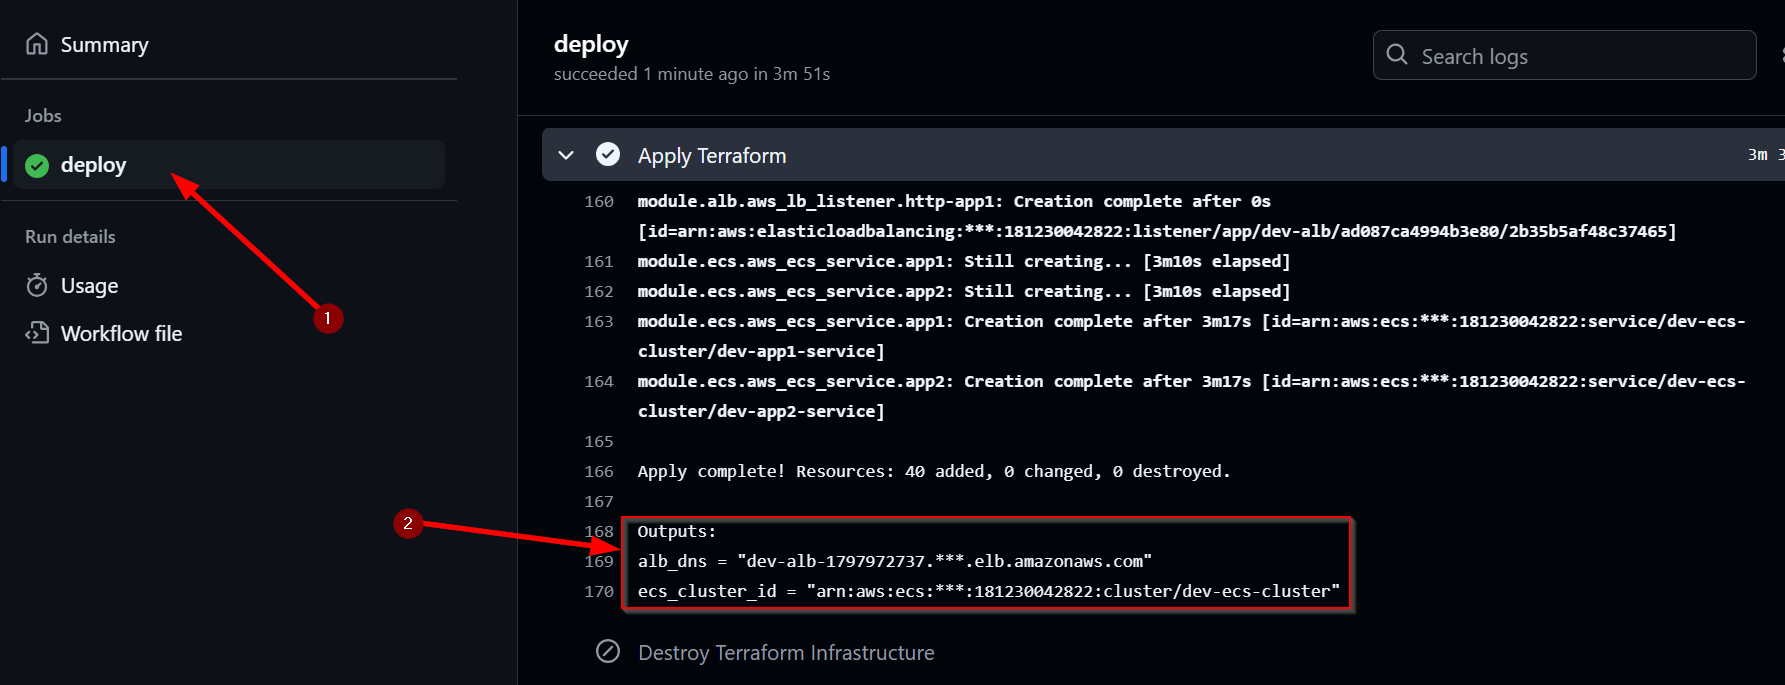 Summary
Jobs
deploy
Run details
Usage
Workflow file
1
2
deploy
succeeded 1 minute ago in 3m 51s
Search logs
Apply Terraform
3m 3
160 module.alb.aws_lb_listener.http-app1: Creation complete after 0s
[id=arn:aws:elasticloadbalancing:***:181230042822:listener/app/dev-alb/ad087ca4994b3e80/2b35b5af48c37465]
161 module.ecs.aws_ecs_service.app1: Still creating... [3m10s elapsed]
162 module.ecs.aws_ecs_service.app2: Still creating... [3m10s elapsed]
163 module.ecs.aws_ecs_service.app1: Creation complete after 3m17s [id=arn:aws:ecs:***:181230042822:service/dev-ecs-
cluster/dev-app1-service]
164 module.ecs.aws_ecs_service.app2: Creation complete after 3m17s [id=arn:aws:ecs:***:181230042822:service/dev-ecs-
cluster/dev-app2-service]
165
166 Apply complete! Resources: 40 added, 0 changed, 0 destroyed.
167
168 Outputs:
169 alb_dns = "dev-alb-1797972737.***.elb.amazonaws.com"
170 ecs_cluster_id = "arn:aws:ecs:***:181230042822:cluster/dev-ecs-cluster"
Destroy Terraform Infrastructure